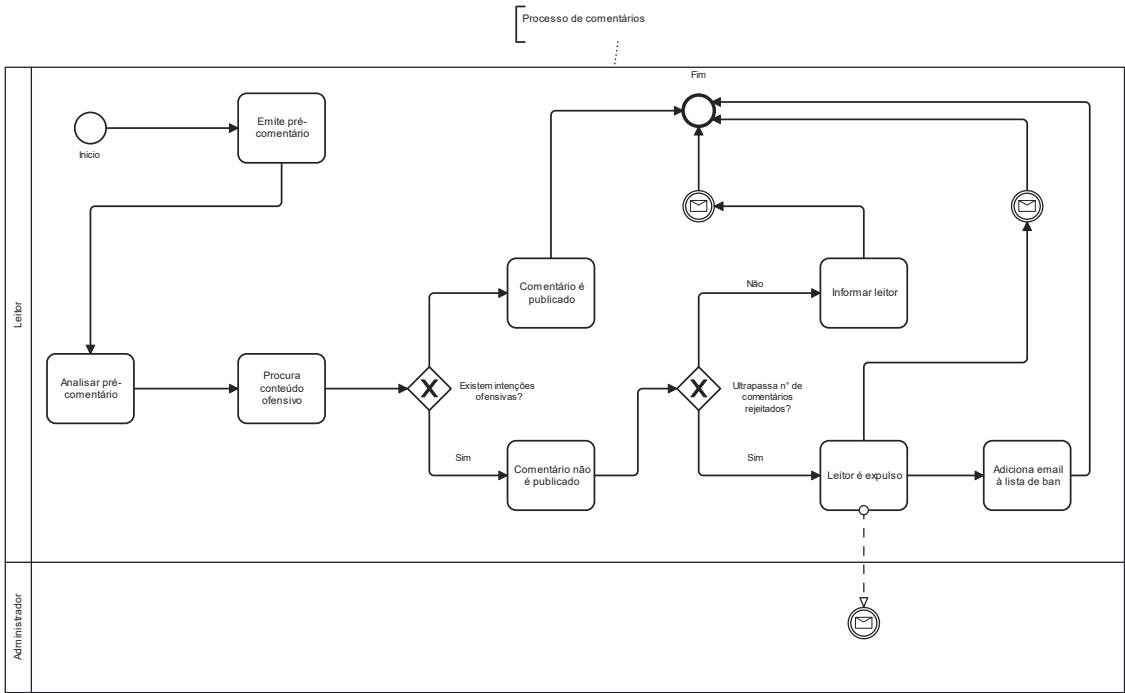 Processo de comentários
Fim
Emite pré-
comentário
Inicio
Leitor
Comentário é
publicado
Não
Informar leitor
Analisar pré-
comentário
Procura
conteúdo
ofensivo
Existem intenções
ofensivas?
Ultrapassa n° de
comentários
rejeitados?
Sim
Comentário não
é publicado
Sim
Leitor é expulso
Adiciona email
à lista de ban
Administrador